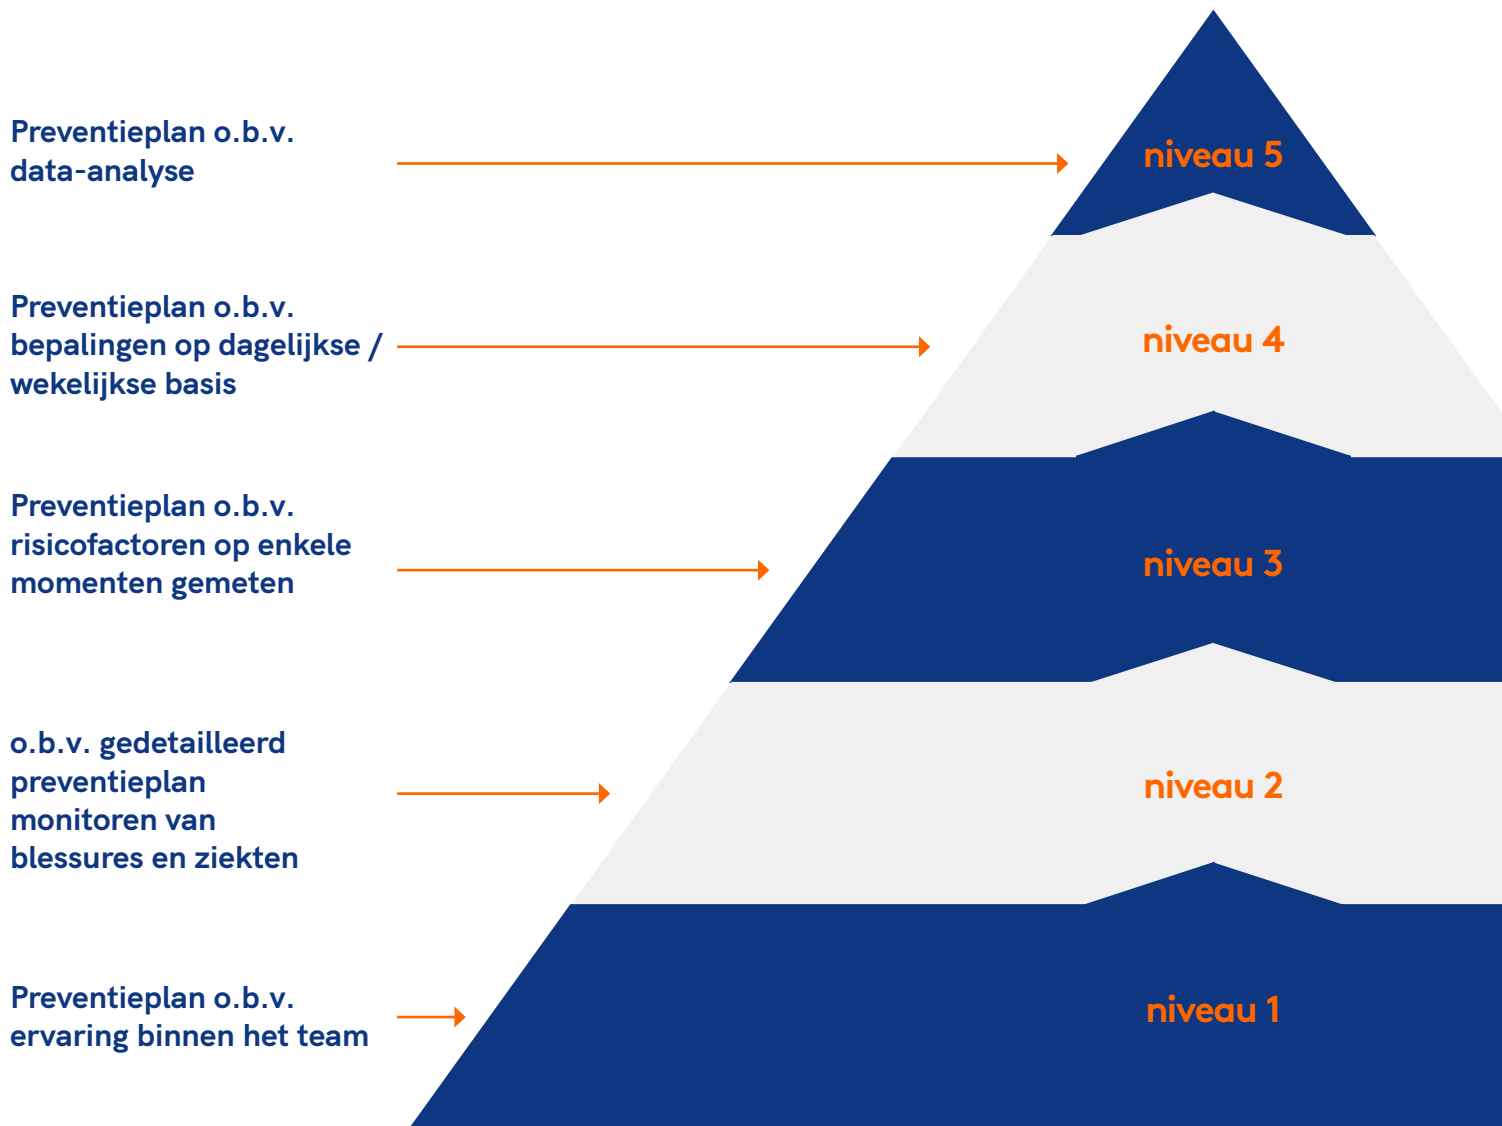 Preventieplan o.b.v.
data-analyse
niveau 5
Preventieplan o.b.v.
bepalingen op dagelijkse /
wekelijkse basis
niveau 4
Preventieplan o.b.v.
risicofactoren op enkele
momenten gemeten
niveau 3
o.b.v. gedetailleerd
preventieplan
monitoren van
blessures en ziekten
niveau 2
Preventieplan o.b.v.
ervaring binnen het team
niveau 1